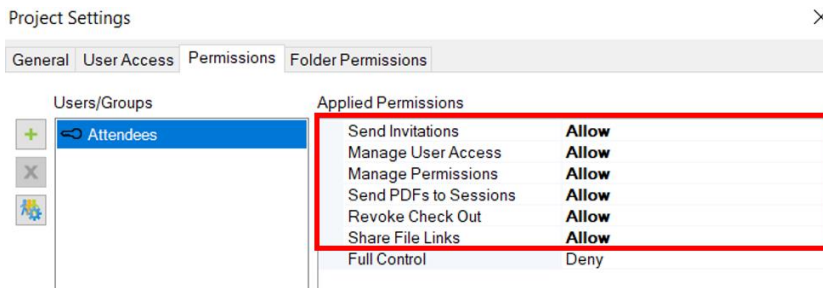 Project Settings
General User Access Permissions Folder Permissions
Users/Groups Applied Permissions
Attendees
Send Invitations Allow
Manage User Access Allow
Manage Permissions Allow
Send PDFs to Sessions Allow
Revoke Check Out Allow
Share File Links Allow
Full Control Deny